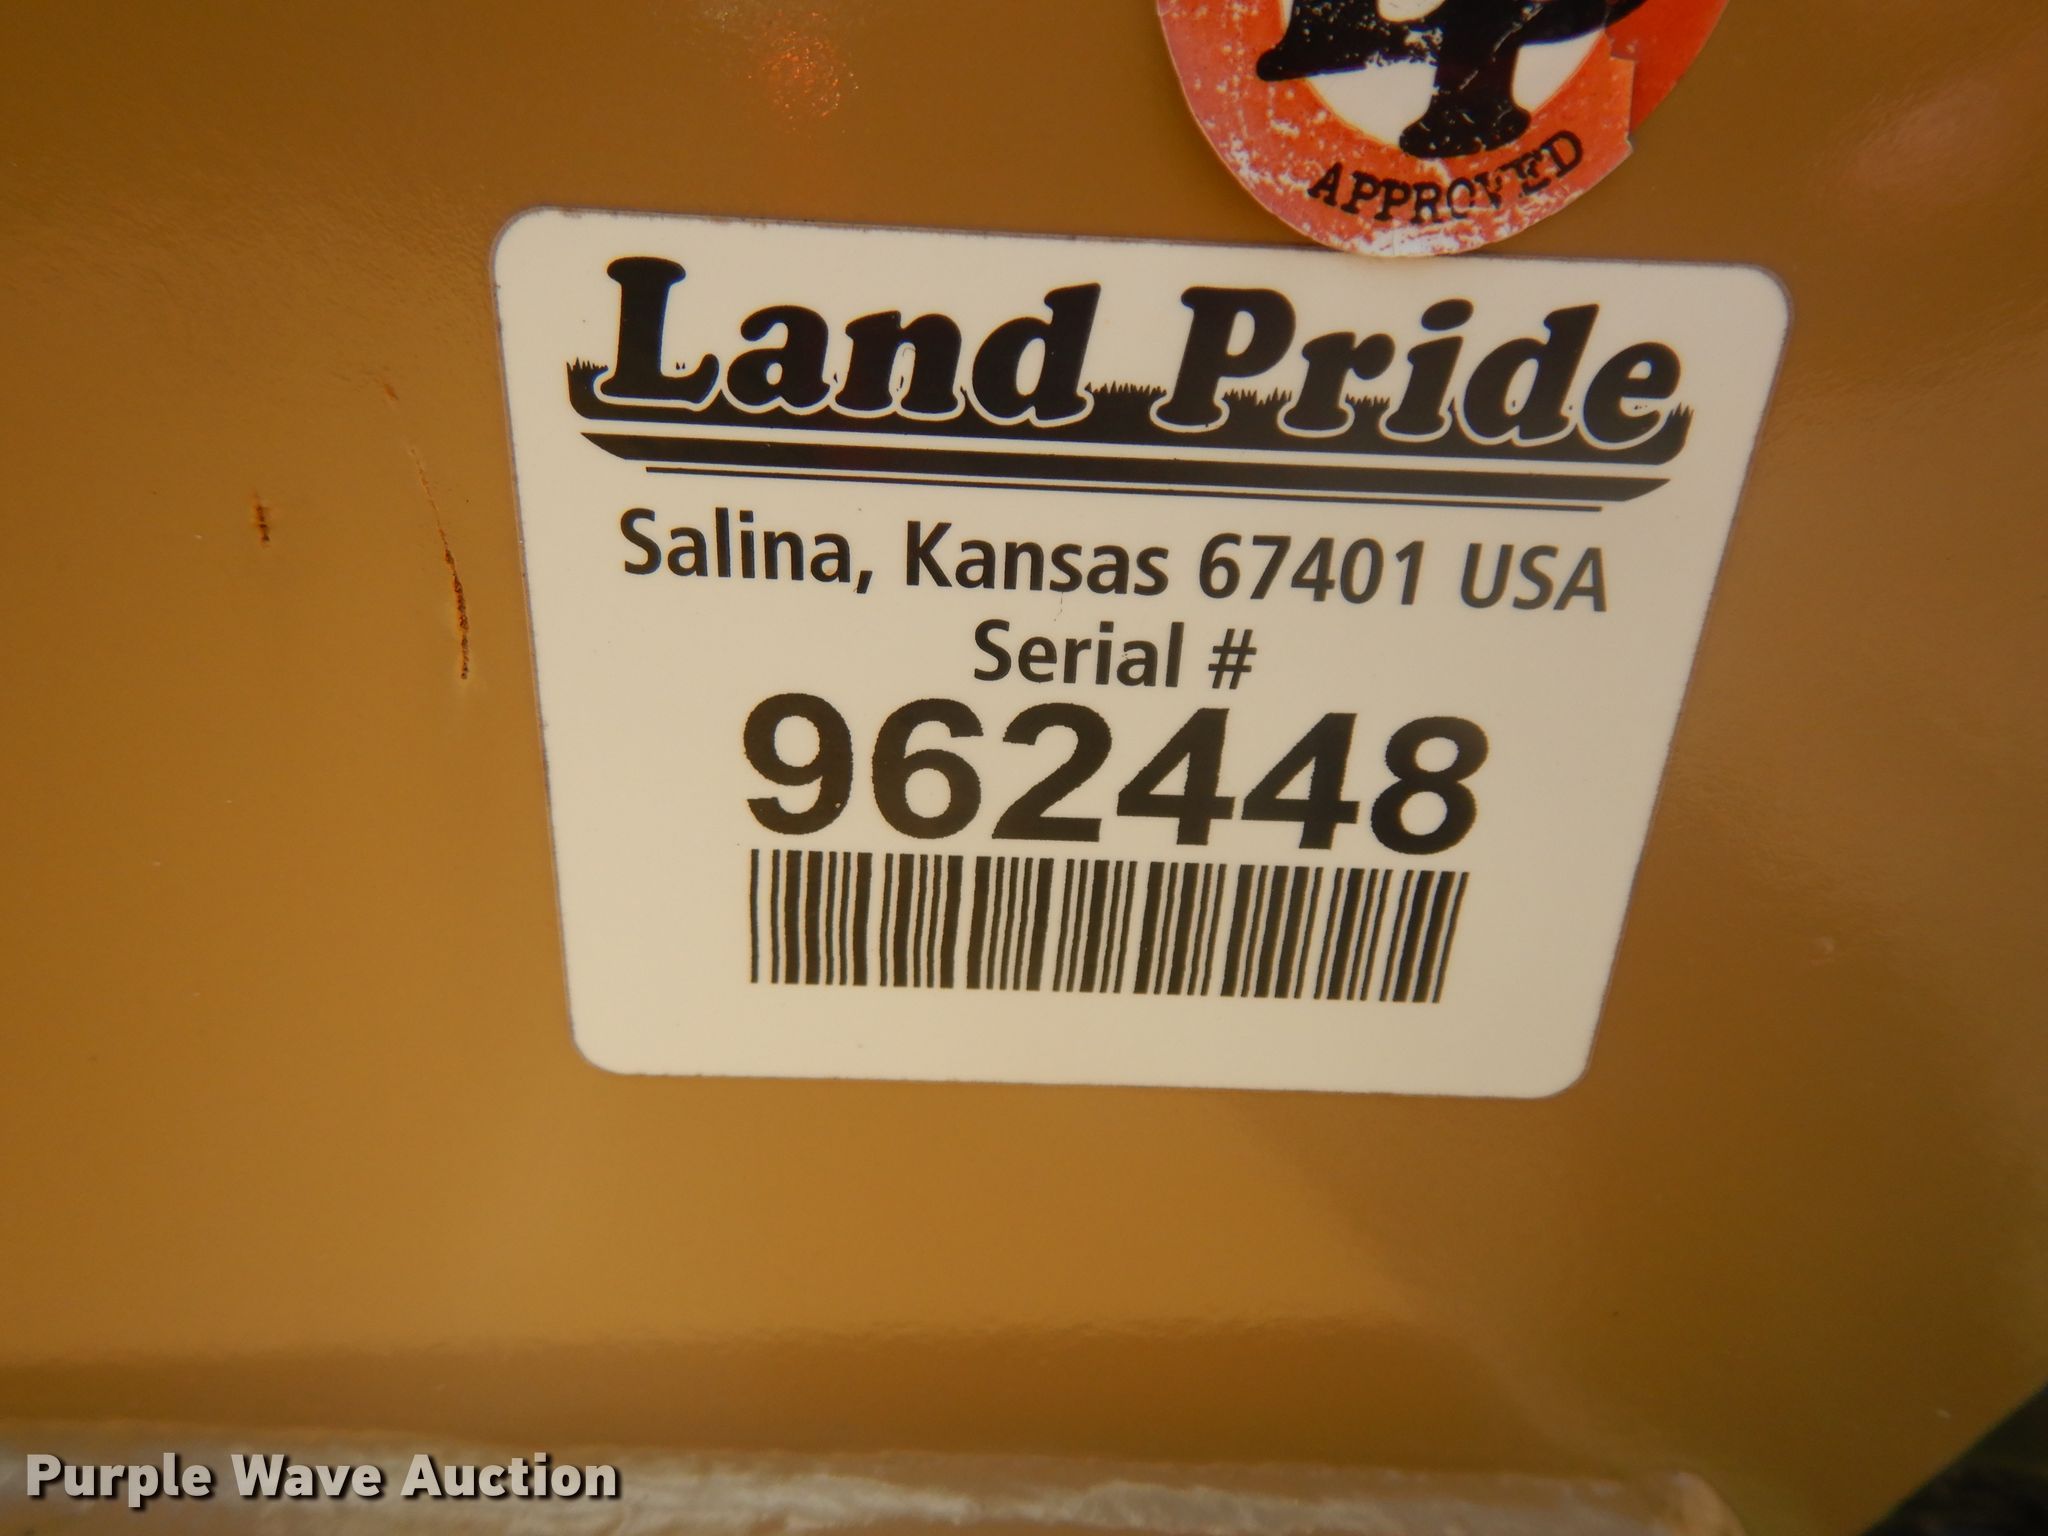 APPROVED
Land Pride
Salina, Kansas 67401 USA
Serial #
962448
Purple Wave Auction